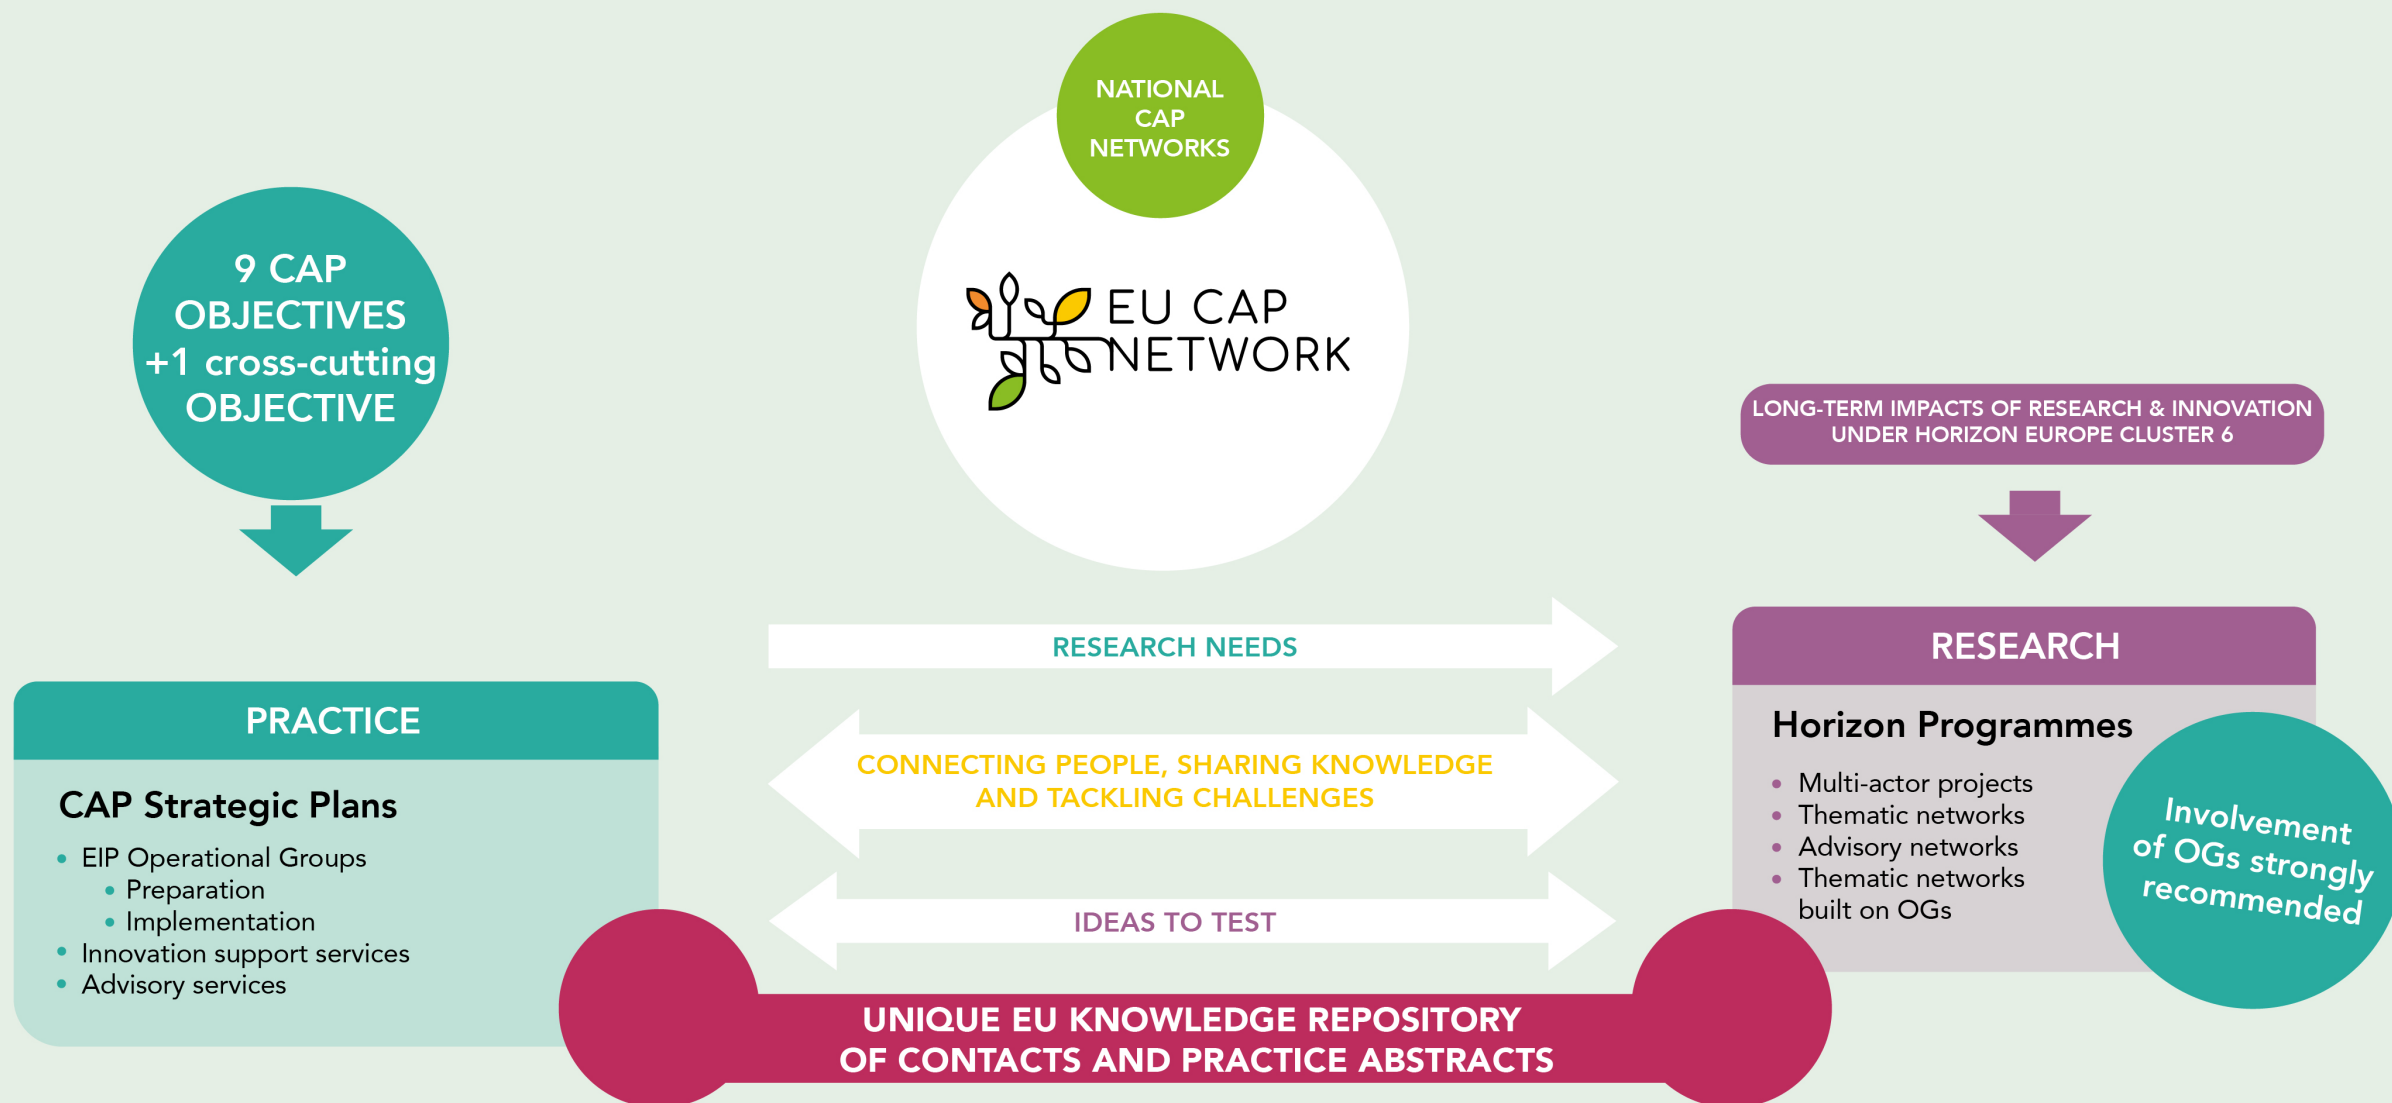 NATIONAL
CAP
NETWORKS
EU CAP
NETWORK
9 CAP
OBJECTIVES
+1 cross-cutting
OBJECTIVE
LONG-TERM IMPACTS OF RESEARCH & INNOVATION
UNDER HORIZON EUROPE CLUSTER 6
PRACTICE
CAP Strategic Plans
EIP Operational Groups
Preparation
Implementation
Innovation support services
Advisory services
RESEARCH NEEDS
CONNECTING PEOPLE, SHARING KNOWLEDGE
AND TACKLING CHALLENGES
IDEAS TO TEST
RESEARCH
Horizon Programmes
Multi-actor projects
Thematic networks
Advisory networks
Thematic networks
built on OGs
Involvement
of OGs strongly
recommended
UNIQUE EU KNOWLEDGE REPOSITORY
OF CONTACTS AND PRACTICE ABSTRACTS